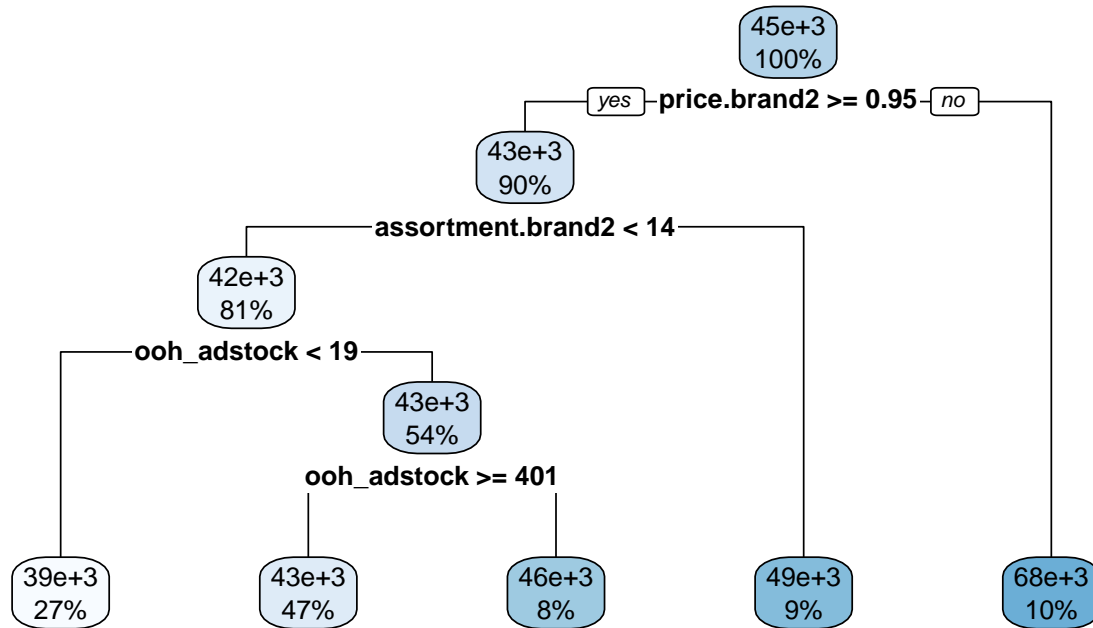 45e+3
100%
yes price.brand2 >= 0.95 no
43e+3
90%
assortment.brand2 < 14
42e+3
81%
ooh_adstock < 19
43e+3
54%
ooh_adstock >= 401
39e+3
27%
43e+3
47%
46e+3
8%
49e+3
9%
68e+3
10%